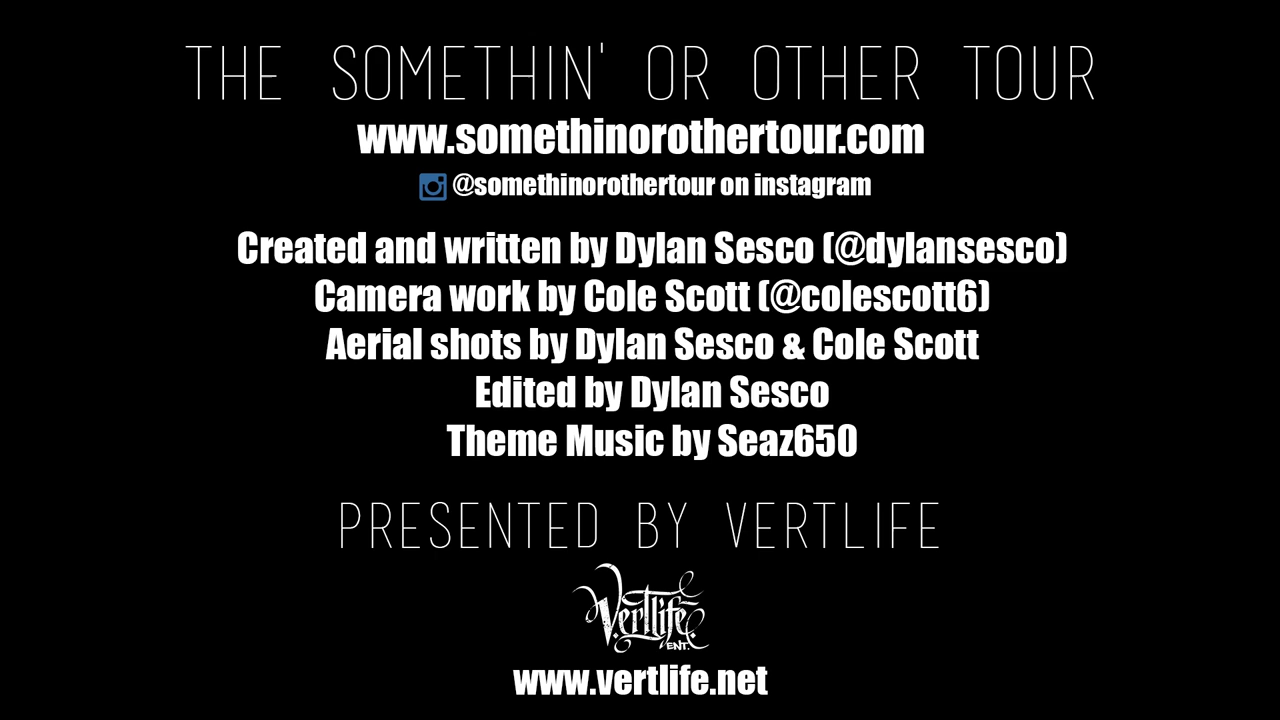 THE SOMETHIN' OR OTHER TOUR
www.somethinorothertour.com
@somethinorothertour on instagram
Created and written by Dylan Sesco (@dylansesco)
Camera work by Cole Scott (@colescott6)
Aerial shots by Dylan Sesco & Cole Scott
Edited by Dylan Sesco
Theme Music by Seaz650
PRESENTED BY VERTLIFE
Vertlife
ENT.
www.vertlife.net